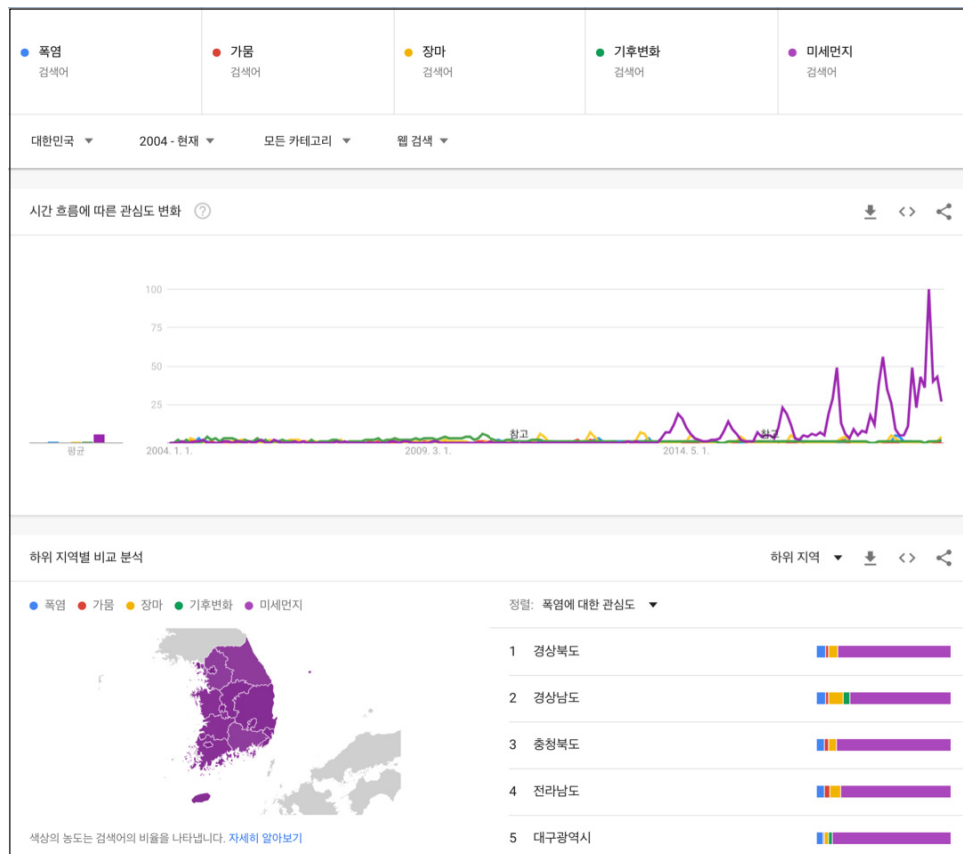 폭염 가뭄 장마 기후변화 미세먼지
검색어 검색어 검색어 검색어 검색어
대한민국 2004 - 현재 모든 카테고리 웹 검색
시간 흐름에 따른 관심도 변화 ?
100
75
50
25
참고 참고
평균 2004. 1. 1. 2009. 3. 1. 2014. 5. 1.
하위 지역별 비교 분석 하위 지역
폭염 가뭄 장마 기후변화 미세먼지
정렬: 폭염에 대한 관심도
1 경상북도
2 경상남도
3 충청북도
4 전라남도
5 대구광역시
색상의 농도는 검색어의 비율을 나타냅니다. 자세히 알아보기